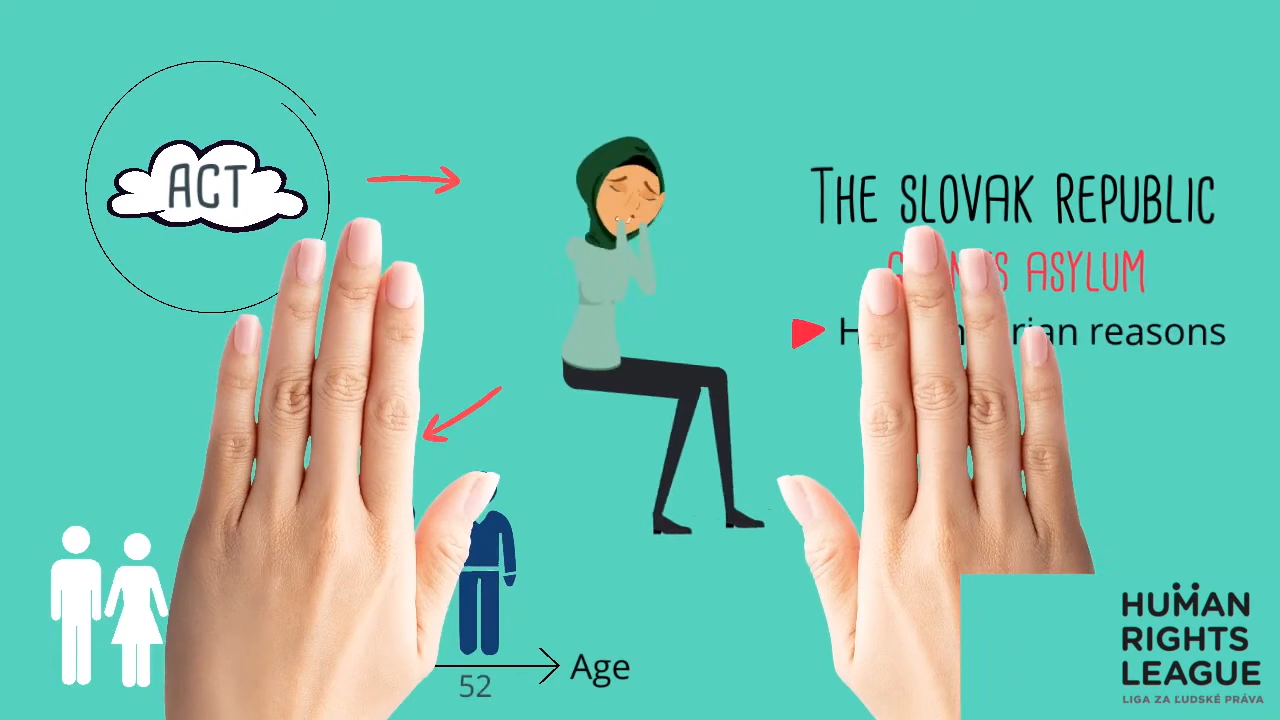 ACT
THE SLOVAK REPUBLIC
ASYLUM
reasons
52
Age
HUMAN
RIGHTS
LEAGUE
LIGA ZA ĽUDSKÉ PRÁVA